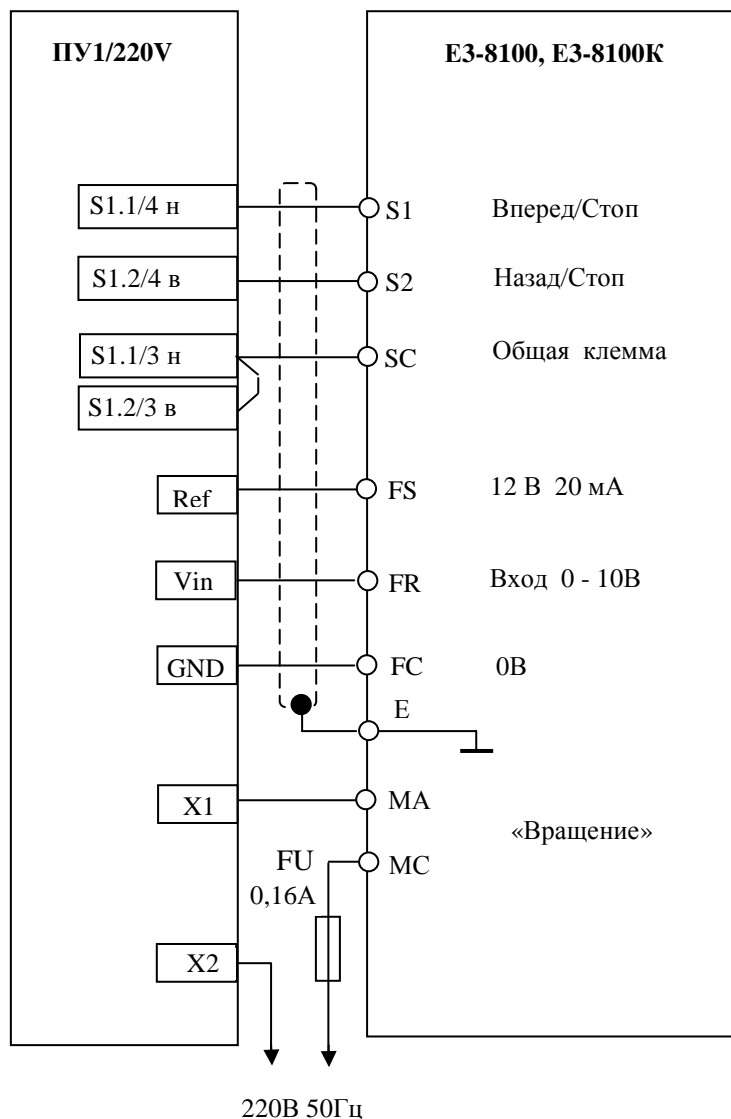 ПУ1/220V
Е3-8100, Е3-8100К
S1.1/4 н
S1
Вперед/Стоп
S1.2/4 в
S2
Назад/Стоп
S1.1/3 н
SC
Общая клемма
S1.2/3 в
Ref
FS
12 В 20 мА
Vin
FR
Вход 0 - 10В
GND
FC
0В
E
X1
MA
«Вращение»
FU
0,16А
MC
X2
220В 50Гц